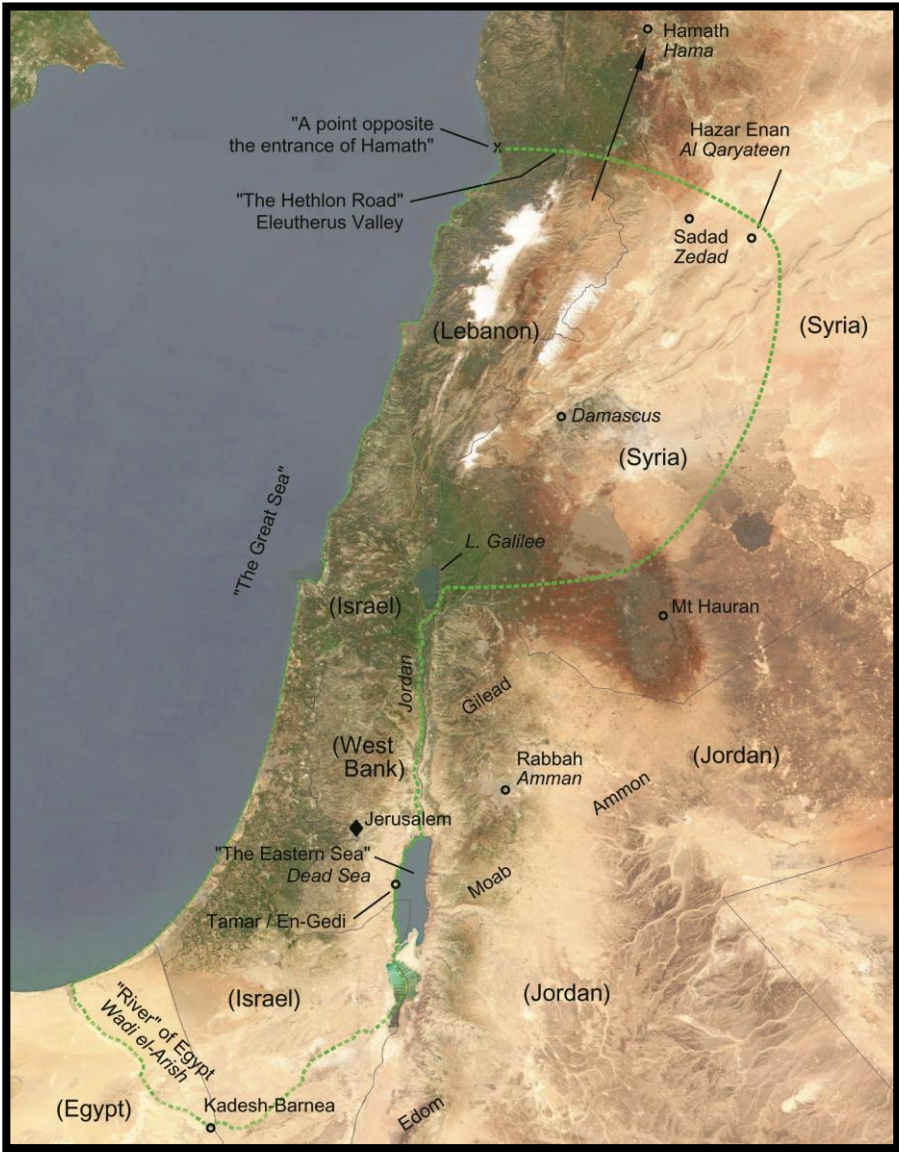 Hamath
Hama
"A point opposite
the entrance of Hamath"
Hazar Enan
Al Qaryateen
"The Hethlon Road"
Eleutherus Valley
Sadad
Zedad
(Lebanon)
(Syria)
Damascus
(Syria)
"The Great Sea"
L. Galilee
(Israel)
Mt Hauran
Jordan
Gilead
(West
Bank)
Rabbah
Amman
(Jordan)
Ammon
Jerusalem
"The Eastern Sea"
Dead Sea
Moab
Tamar / En-Gedi
"River" of Egypt
Wadi el-Arish
(Israel)
(Jordan)
(Egypt)
Kadesh-Barnea
Edom